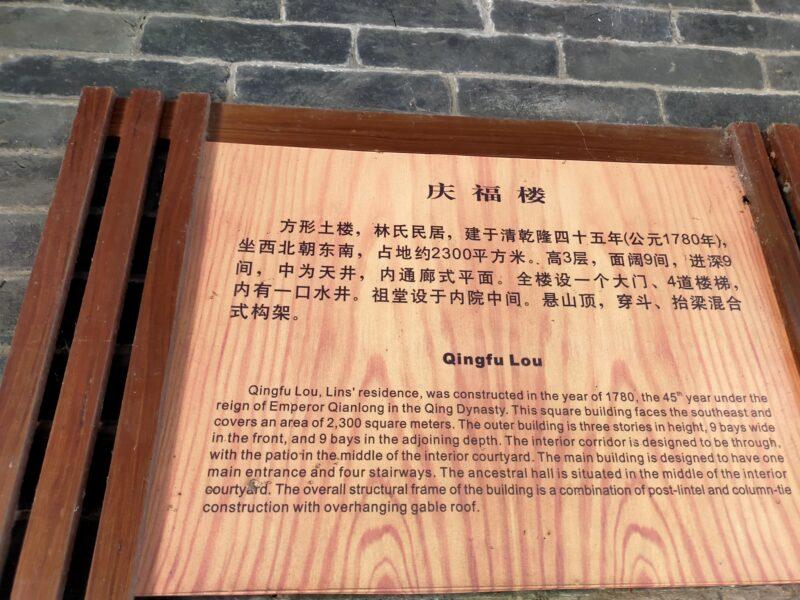 庆福楼
方形土楼，林氏民居，建于清乾隆四十五年(公元1780年)，
坐西北朝东南，占地约2300平方米。高3层，面阔9间，进深9
间，中为天井，内通廊式平面。全楼设一个大门、4道楼梯，
内有一口水井。祖堂设于内院中间。悬山顶，穿斗、抬梁混合
式构架。
Qingfu Lou
Qingfu Lou, Lins' residence, was constructed in the year of 1780, the 45th year under the
reign of Emperor Qianlong in the Qing Dynasty. This square building faces the southeast and
covers an area of 2,300 square meters. The outer building is three stories in height, 9 bays wide
in the front, and 9 bays in the adjoining depth. The interior corridor is designed to be through,
with the patio in the middle of the interior courtyard. The main building is designed to have one
main entrance and four stairways. The ancestral hall is situated in the middle of the interior
courtyard. The overall structural frame of the building is a combination of post-lintel and column-tie
construction with overhanging gable roof.